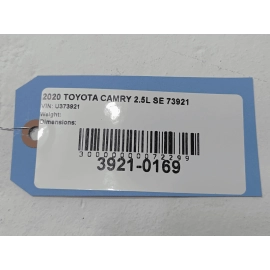 2020 TOYOTA CAMRY 2.5L SE 73921
VIN: U373921
Weight:
Dimensions:
3000000072299
3921-0169